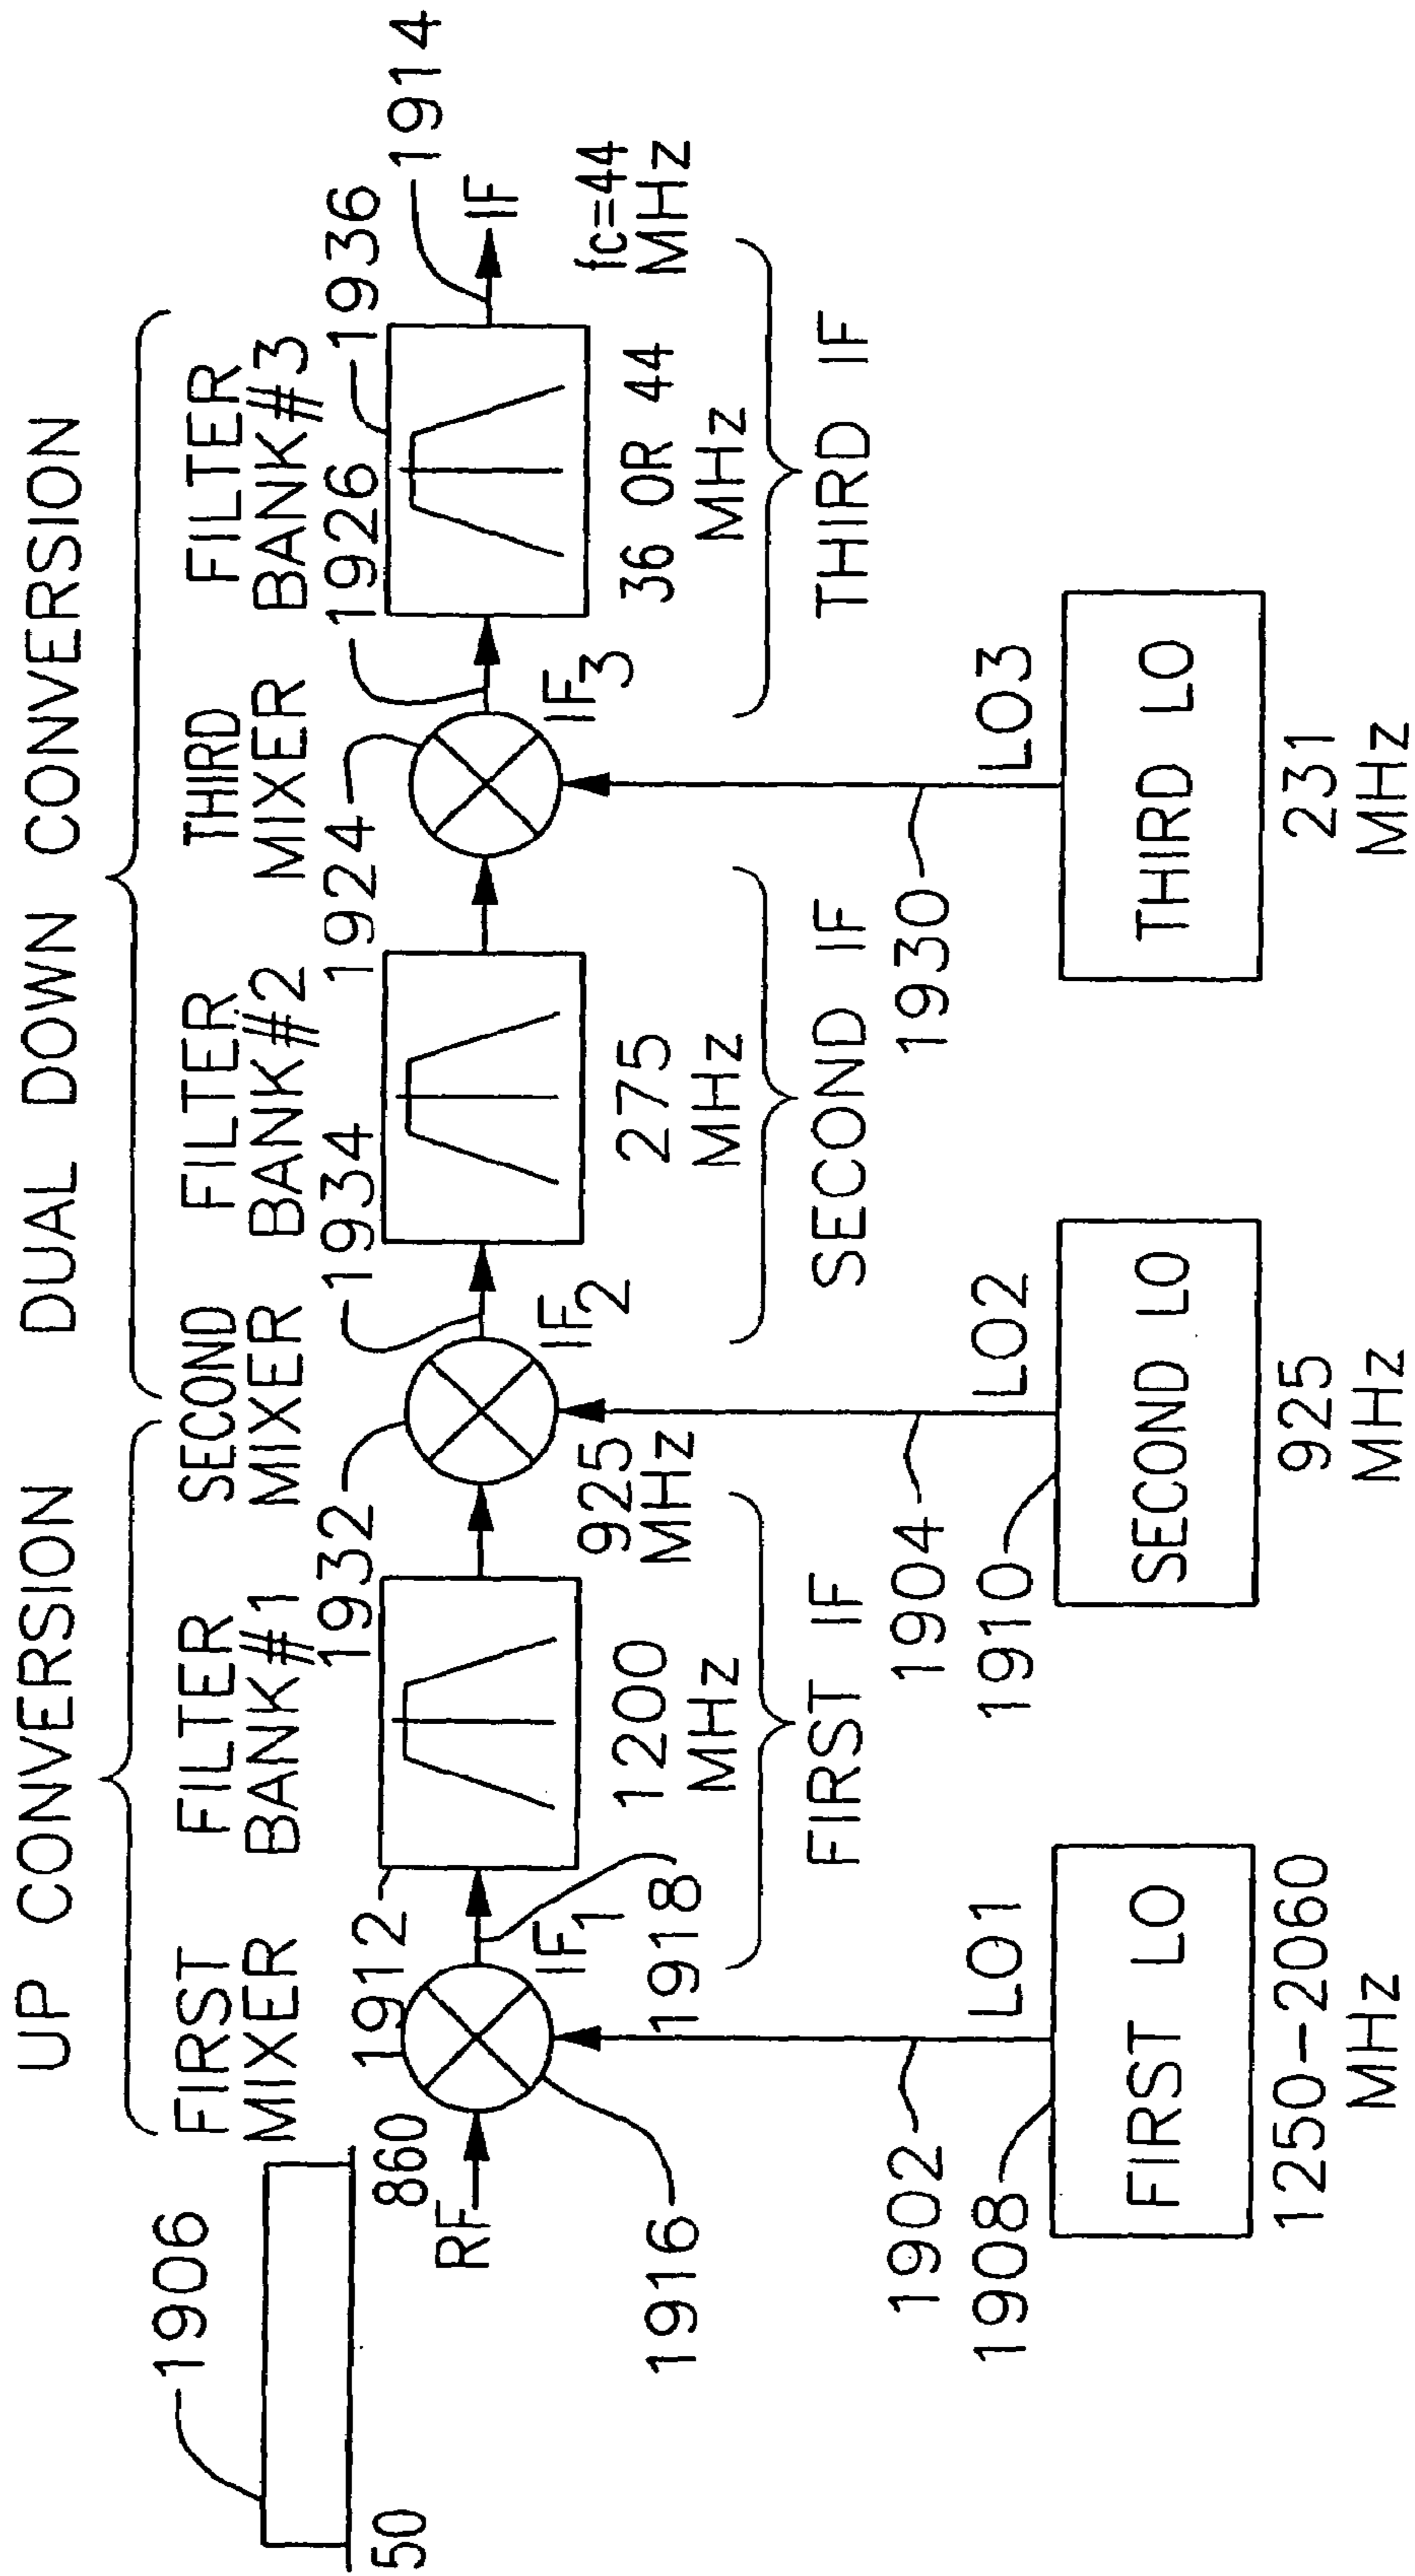 UP CONVERSION
DUAL DOWN CONVERSION
1906
50
860
RF
FIRST
MIXER
1916
1912
IF1
1918
FILTER
BANK#1
1200
MHz
FIRST IF
1932
SECOND
MIXER
925
MHz
1934
IF2
FILTER
BANK#2
275
MHz
SECOND IF
1924
THIRD
MIXER
1926
IF3
FILTER
BANK#3
1936
36 OR 44
MHz
THIRD IF
IF
1914
fc=44
MHz
1902
LO1
1908
FIRST LO
1250-2060
MHz
1904
LO2
1910
SECOND LO
925
MHz
1930
LO3
THIRD LO
231
MHz